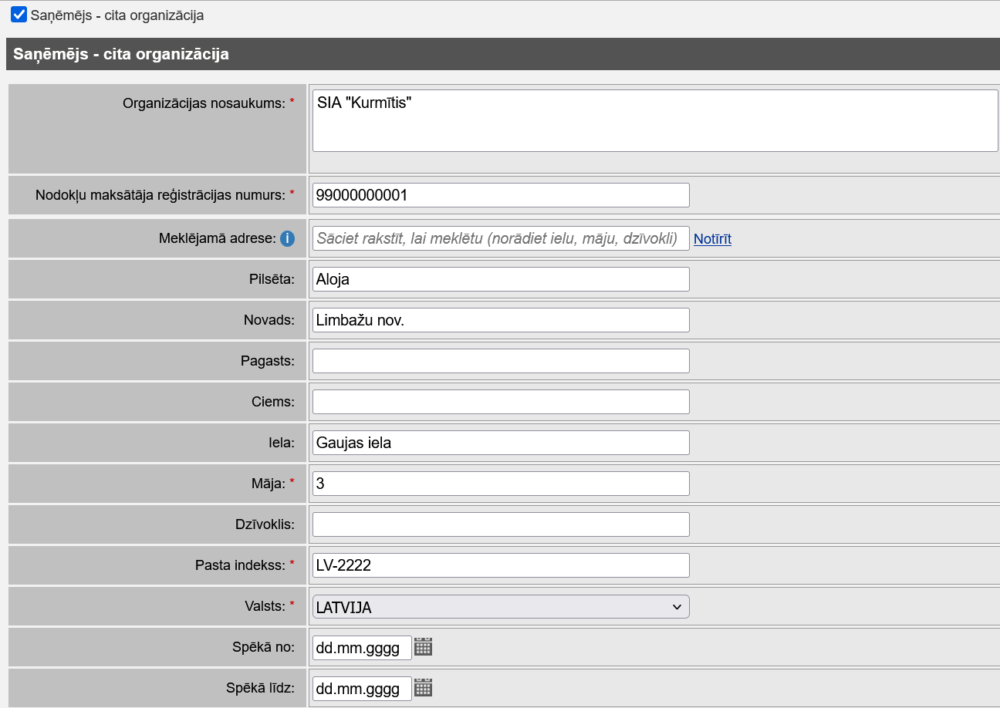 Saņēmējs - cita organizācija
Saņēmējs - cita organizācija
Organizācijas nosaukums: * SIA "Kurmītis"
Nodokļu maksātāja reģistrācijas numurs: * 99000000001
Meklējamā adrese: i Sāciet rakstīt, lai meklētu (norādiet ielu, māju, dzīvokli) Notīrīt
Pilsēta: Aloja
Novads: Limbažu nov.
Pagasts:
Ciems:
Iela: Gaujas iela
Māja: * 3
Dzīvoklis:
Pasta indekss: * LV-2222
Valsts: * LATVIJA
Spēkā no: dd.mm.gggg
Spēkā līdz: dd.mm.gggg